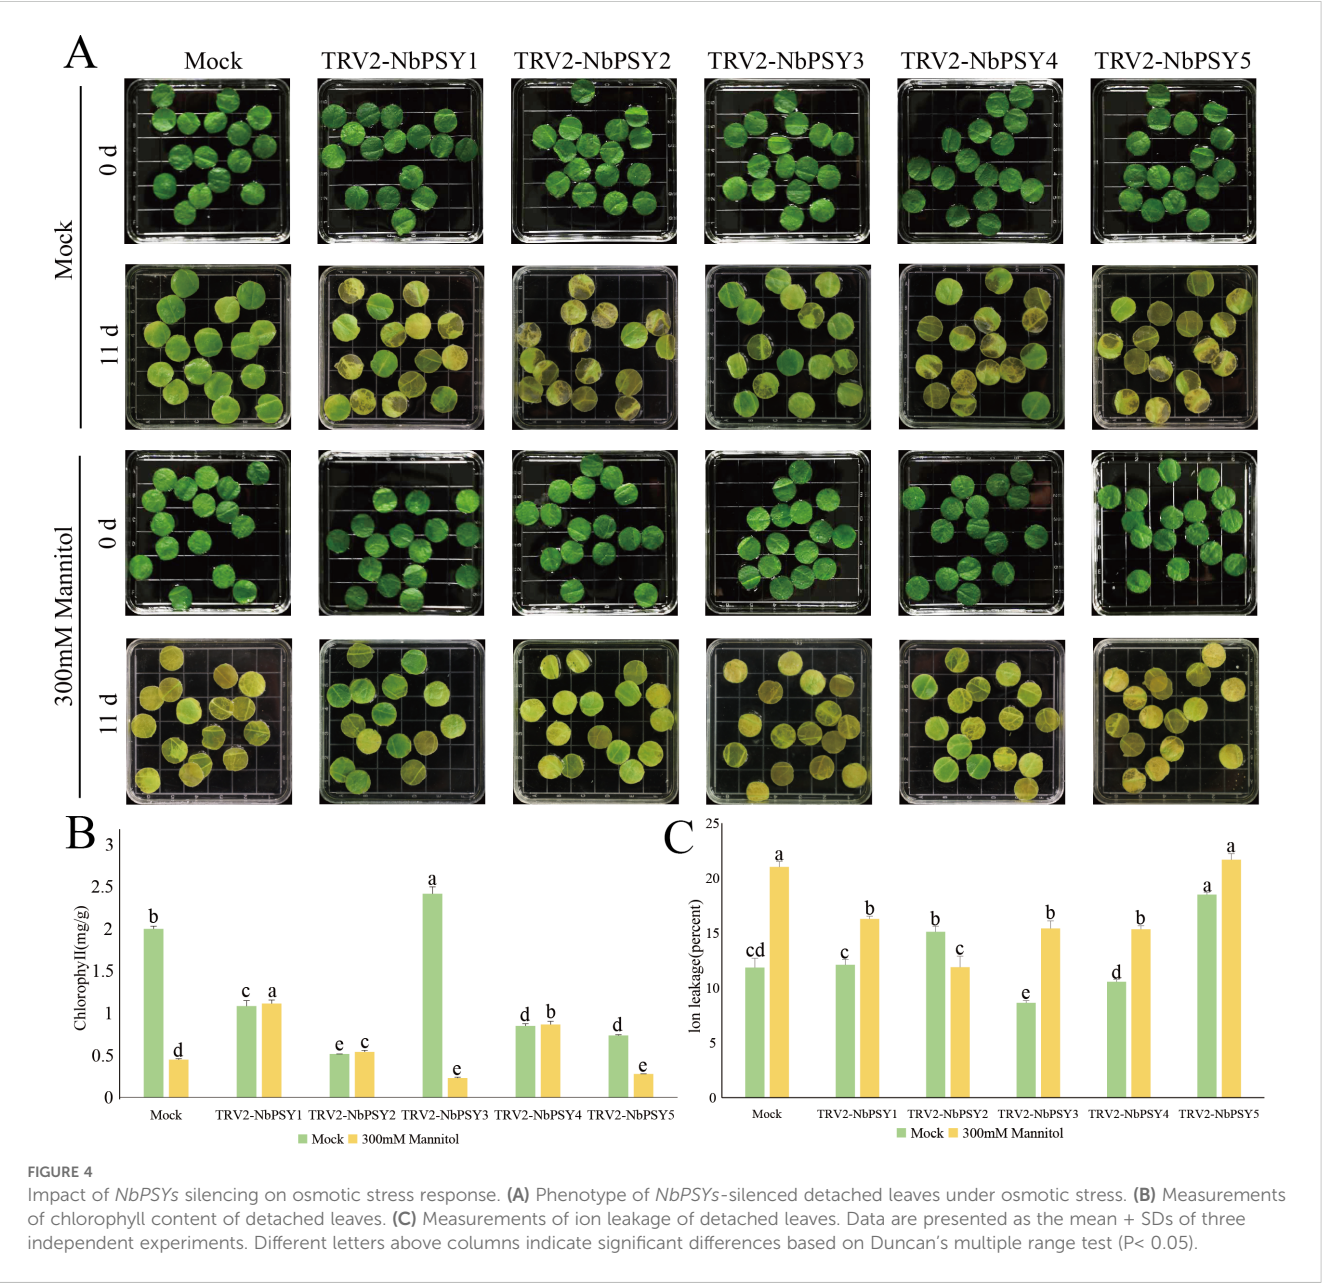 A
Mock TRV2-NbPSY1 TRV2-NbPSY2 TRV2-NbPSY3 TRV2-NbPSY4 TRV2-NbPSY5
Mock
0 d
11 d
300mM Mannitol
0 d
11 d
B
Chlorophyll(mg/g)
3
2.5
2
1.5
1
0.5
0
b d c a e c a e d b d e
Mock TRV2-NbPSY1 TRV2-NbPSY2 TRV2-NbPSY3 TRV2-NbPSY4 TRV2-NbPSY5
Mock 300mM Mannitol
C
Ion leakage(percent)
25
20
15
10
5
0
cd a c b b c e b d b a a
Mock TRV2-NbPSY1 TRV2-NbPSY2 TRV2-NbPSY3 TRV2-NbPSY4 TRV2-NbPSY5
Mock 300mM Mannitol
FIGURE 4
Impact of NbPSYs silencing on osmotic stress response. (A) Phenotype of NbPSYs-silenced detached leaves under osmotic stress. (B) Measurements
of chlorophyll content of detached leaves. (C) Measurements of ion leakage of detached leaves. Data are presented as the mean + SDs of three
independent experiments. Different letters above columns indicate significant differences based on Duncan's multiple range test (P< 0.05).